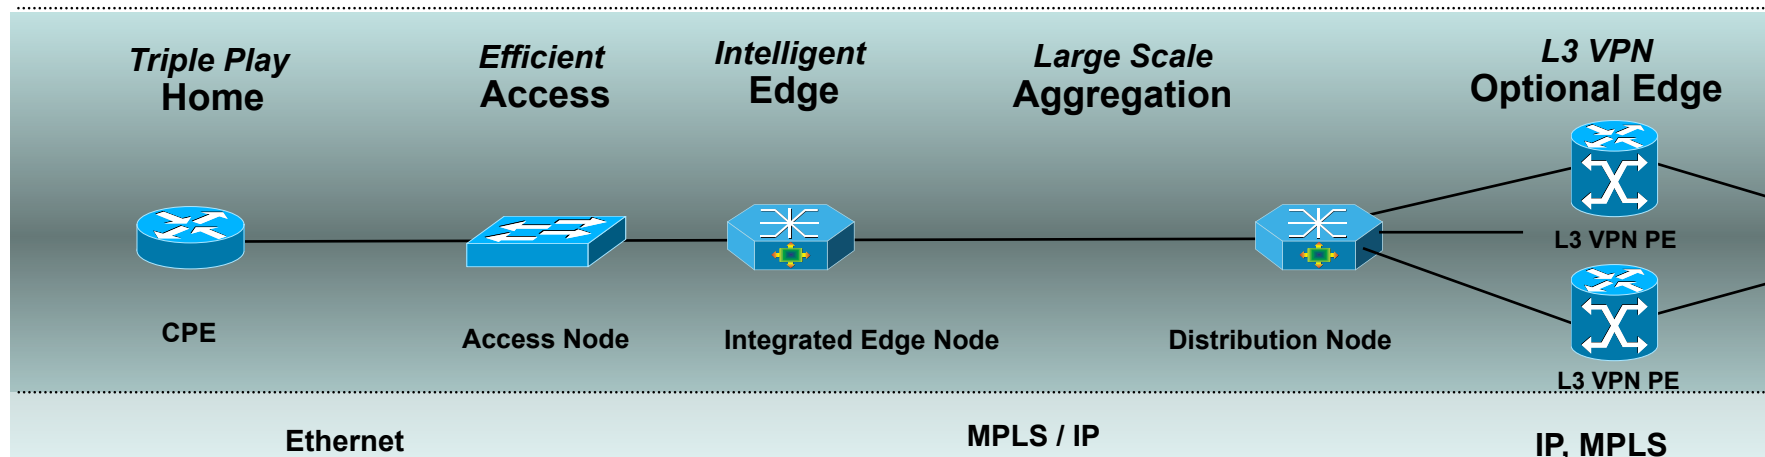 Triple Play
Home
Efficient
Access
Intelligent
Edge
Large Scale
Aggregation
L3 VPN
Optional Edge
L3 VPN PE
CPE
Access Node
Integrated Edge Node
Distribution Node
L3 VPN PE
Ethernet
MPLS / IP
IP, MPLS